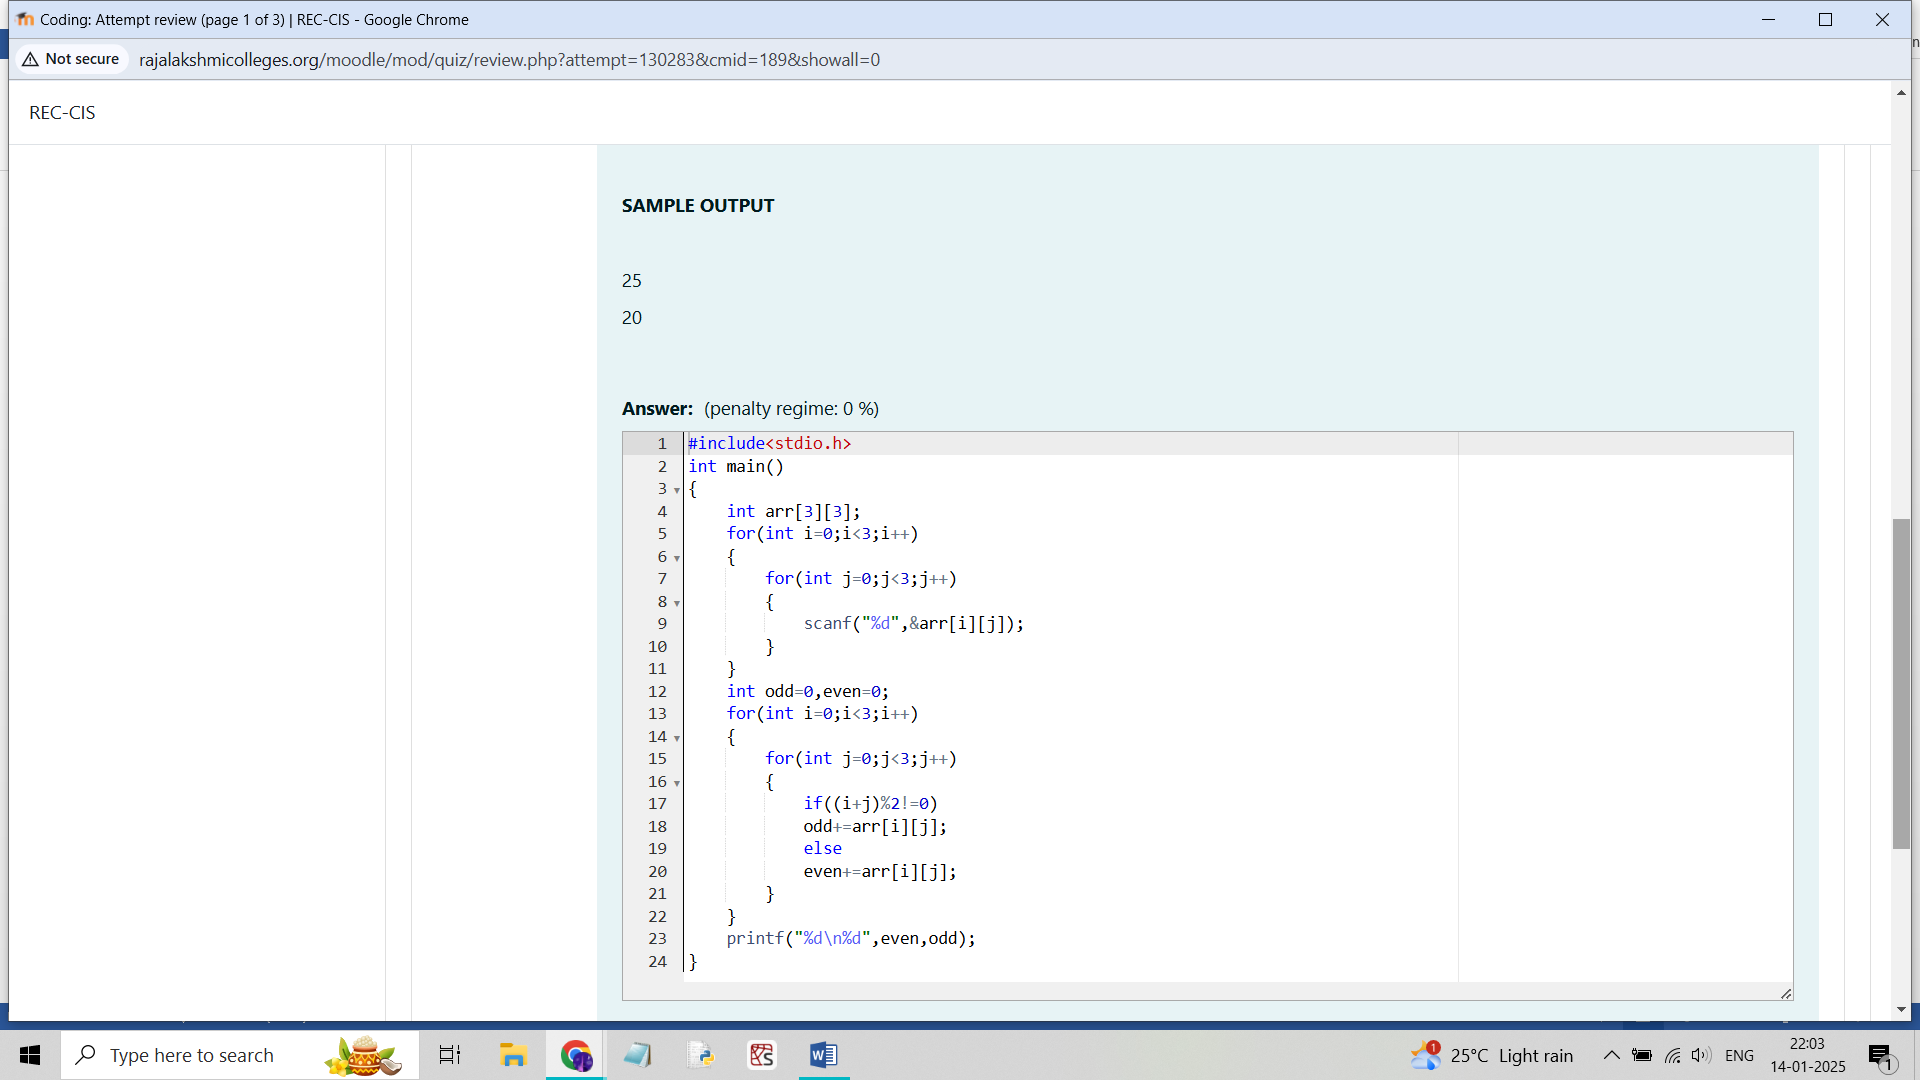 Coding: Attempt review (page 1 of 3) | REC-CIS - Google Chrome
Not secure rajalakshmicolleges.org/moodle/mod/quiz/review.php?attempt=130283&cmid=189&showall=0
REC-CIS
SAMPLE OUTPUT
25
20
Answer: (penalty regime: 0 %)
1 #include<stdio.h>
2 int main()
3 {
4 int arr[3][3];
5 for(int i=0;i<3;i++)
6 {
7 for(int j=0;j<3;j++)
8 {
9 scanf("%d",&arr[i][j]);
10 }
11 }
12 int odd=0,even=0;
13 for(int i=0;i<3;i++)
14 {
15 for(int j=0;j<3;j++)
16 {
17 if((i+j)%2!=0)
18 odd+=arr[i][j];
19 else
20 even+=arr[i][j];
21 }
22 }
23 printf("%d\n%d",even,odd);
24 }
Type here to search
1 25°C Light rain ENG 22:03
14-01-2025
1